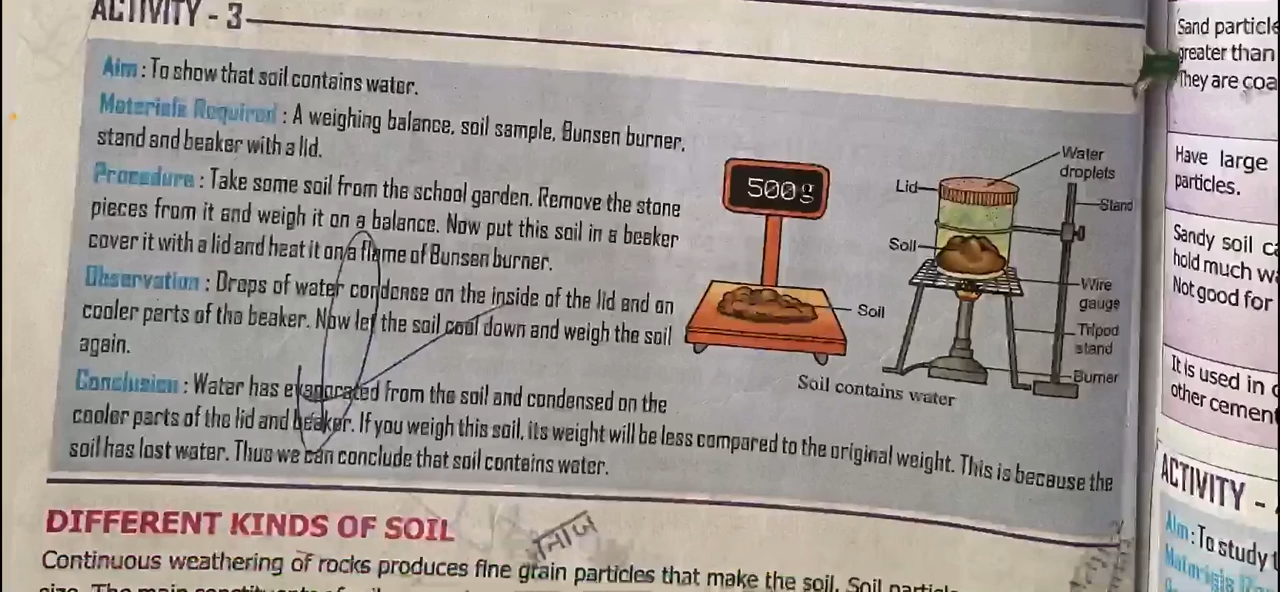 ACTIVITY - 3
Aim : To show that soil contains water.
Materials Required : A weighing balance, soil sample, Bunsen burner,
stand and beaker with a lid.
Procedure : Take some soil from the school garden. Remove the stone
pieces from it and weigh it on a balance. Now put this soil in a beaker
cover it with a lid and heat it on a flame of Bunsen burner.
Observation : Drops of water condense on the inside of the lid and on
cooler parts of the beaker. Now let the soil cool down and weigh the soil
again.
Conclusion : Water has evaporated from the soil and condensed on the
cooler parts of the lid and beaker. If you weigh this soil, its weight will be less compared to the original weight. This is because the
soil has lost water. Thus we can conclude that soil contains water.
500g
Soil
Water
droplets
Lid
Stand
Soil
Wire
gauge
Tripod
stand
Burner
Soil contains water
DIFFERENT KINDS OF SOIL
Continuous weathering of rocks produces fine grain particles that make the soil. Soil
size. The main
Sand
greater than
They are
Have large
particles.
Sandy soil
hold much
Not good for
It is used in
other
ACTIVITY -
Aim : To study